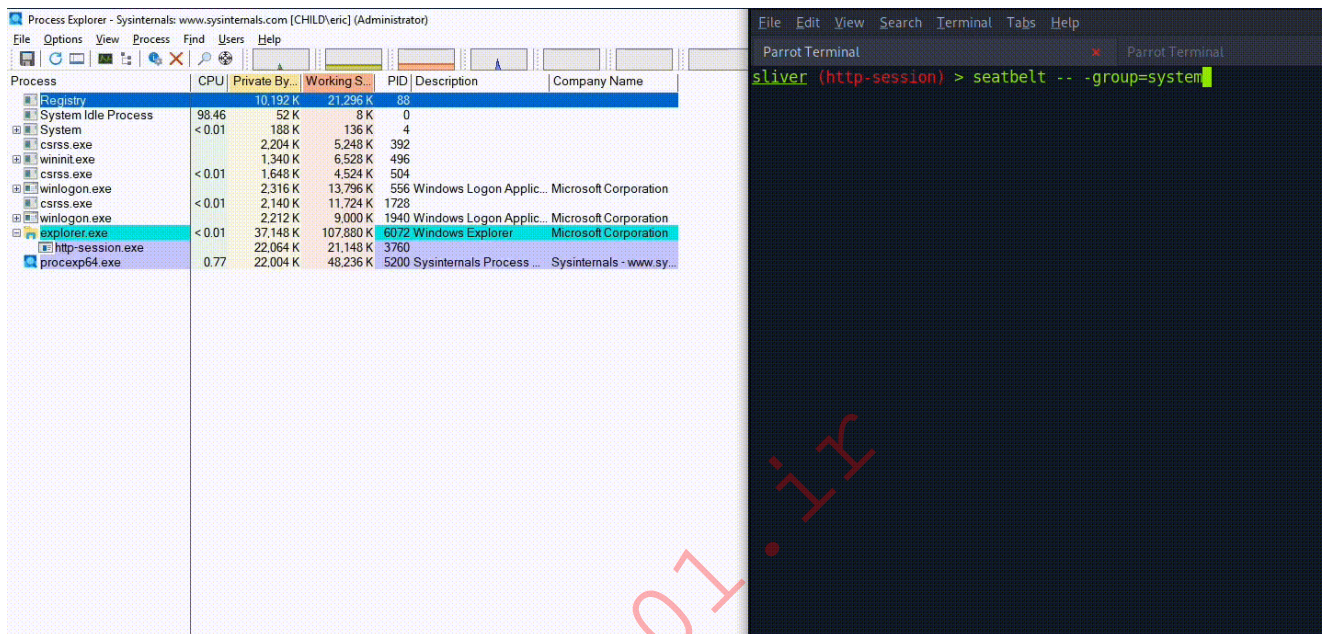 Process Explorer - Sysinternals: www.sysinternals.com [CHILD\eric] (Administrator)
File Options View Process Find Users Help
Process CPU Private By... Working S... PID Description Company Name
Registry 10,192 K 21,296 K 88
System Idle Process 98.46 52 K 8 K 0
System < 0.01 188 K 136 K 4
csrss.exe 2,204 K 5,248 K 392
wininit.exe 1,340 K 6,528 K 496
csrss.exe < 0.01 1,648 K 4,524 K 504
winlogon.exe 2,316 K 13,796 K 556 Windows Logon Applic... Microsoft Corporation
csrss.exe < 0.01 2,140 K 11,724 K 1728
winlogon.exe 2,212 K 9,000 K 1940 Windows Logon Applic... Microsoft Corporation
explorer.exe < 0.01 37,148 K 107,880 K 6072 Windows Explorer Microsoft Corporation
http-session.exe 22,064 K 21,148 K 3760
procexp64.exe 0.77 22,004 K 48,236 K 5200 Sysinternals Process ... Sysinternals - www.sy...
File Edit View Search Terminal Tabs Help
Parrot Terminal × Parrot Terminal
sliver (http-session) > seatbelt -- -group=system
01.ir